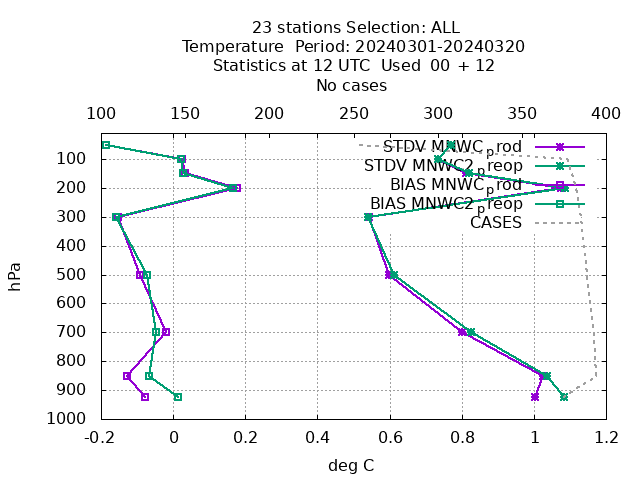 23 stations Selection: ALL
Temperature  Period: 20240301-20240320
Statistics at 12 UTC  Used  00 + 12
No cases
100 150 200 250 300 350 400
STDV MNWC_prod
STDV MNWC2_preop
BIAS MNWC_prod
BIAS MNWC2_preop
CASES
100
200
300
400
500
600
700
800
900
1000
hPa
-0.2 0 0.2 0.4 0.6 0.8 1 1.2
deg C